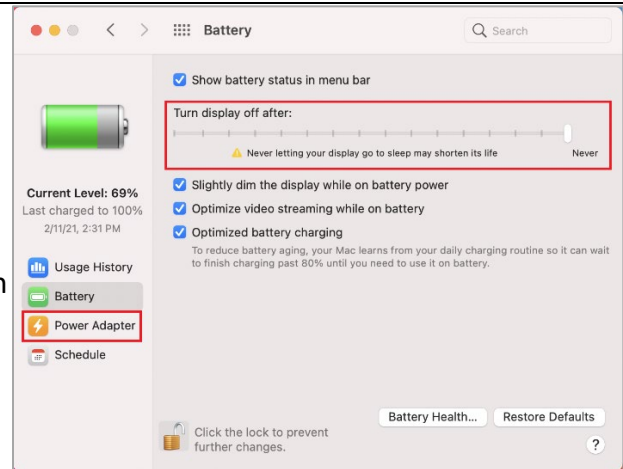 Battery
Search
Show battery status in menu bar
Turn display off after:
Never letting your display go to sleep may shorten its life
Never
Current Level: 69%
Last charged to 100%
2/11/21, 2:31 PM
Usage History
n
Battery
Power Adapter
Schedule
Slightly dim the display while on battery power
Optimize video streaming while on battery
Optimized battery charging
To reduce battery aging, your Mac learns from your daily charging routine so it can wait
to finish charging past 80% until you need to use it on battery.
Battery Health...
Restore Defaults
Click the lock to prevent
further changes.
?